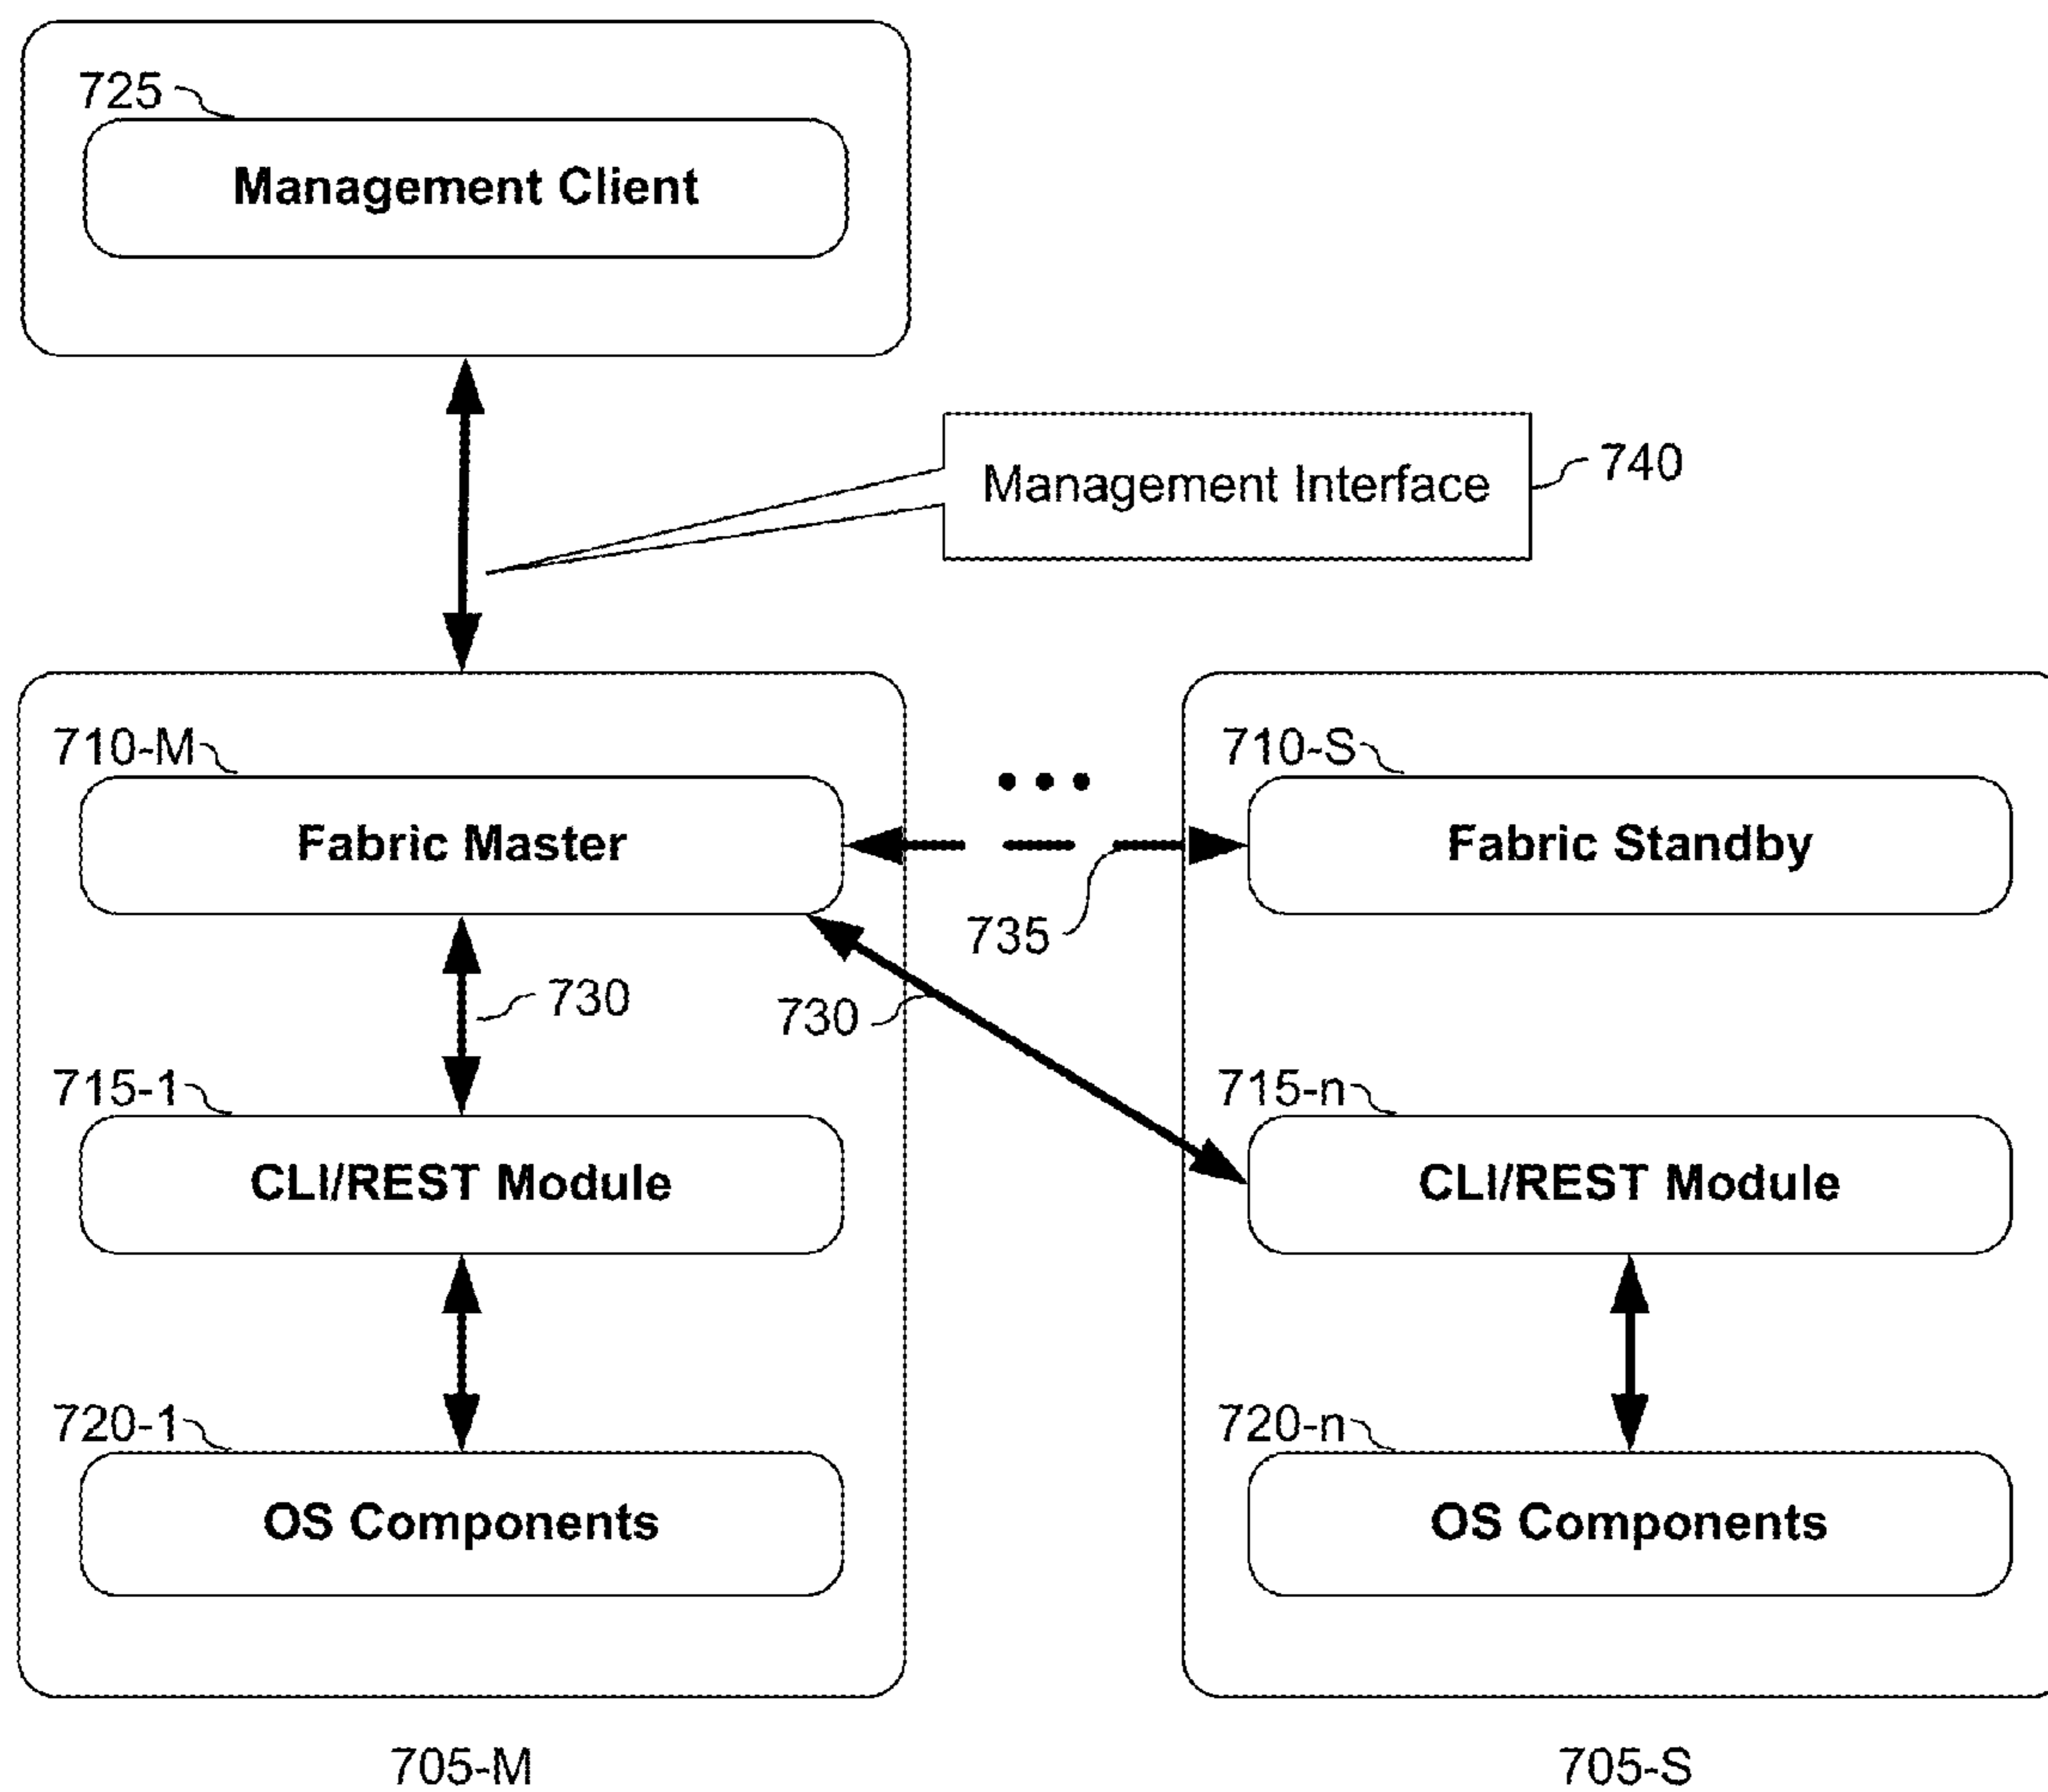 725
Management Client
Management Interface
740
710-M
Fabric Master
710-S
Fabric Standby
735
730
730
715-1
CLI/REST Module
715-n
CLI/REST Module
720-1
OS Components
720-n
OS Components
705-M
705-S